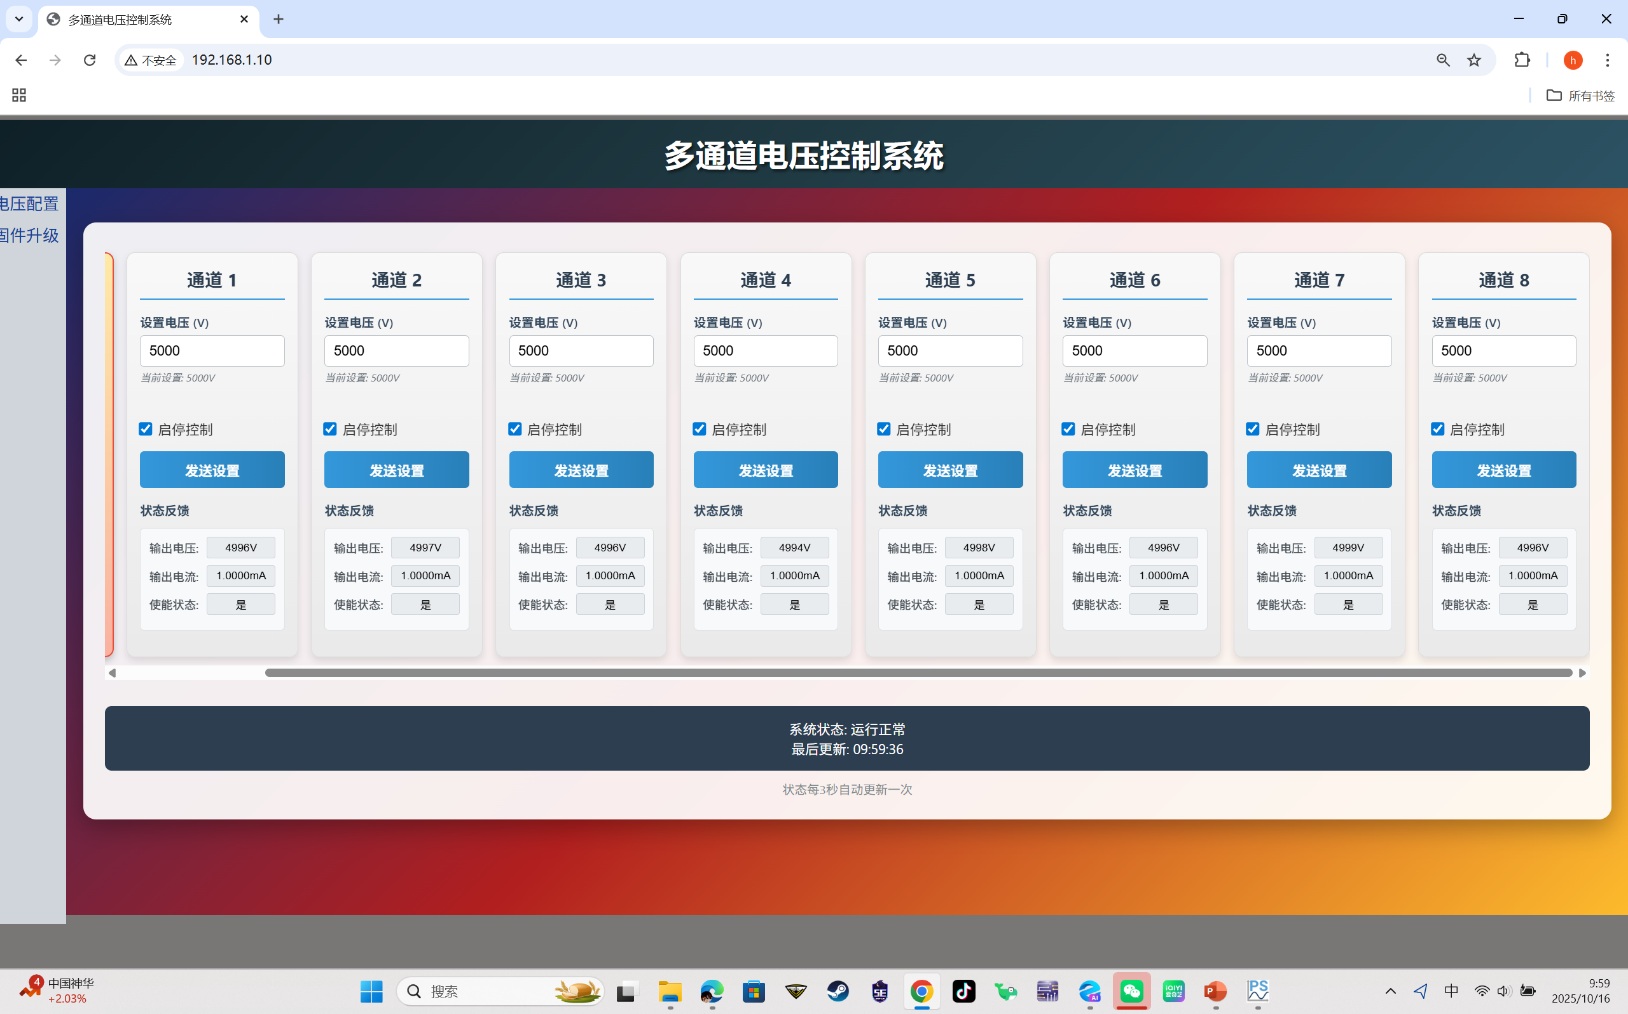 多通道电压控制系统
不安全
192.168.1.10
h
所有书签
多通道电压控制系统
电压配置
固件升级
通道 1
设置电压 (V)
5000
当前设置: 5000V
启停控制
发送设置
状态反馈
输出电压: 4996V
输出电流: 1.0000mA
使能状态: 是
通道 2
设置电压 (V)
5000
当前设置: 5000V
启停控制
发送设置
状态反馈
输出电压: 4997V
输出电流: 1.0000mA
使能状态: 是
通道 3
设置电压 (V)
5000
当前设置: 5000V
启停控制
发送设置
状态反馈
输出电压: 4996V
输出电流: 1.0000mA
使能状态: 是
通道 4
设置电压 (V)
5000
当前设置: 5000V
启停控制
发送设置
状态反馈
输出电压: 4994V
输出电流: 1.0000mA
使能状态: 是
通道 5
设置电压 (V)
5000
当前设置: 5000V
启停控制
发送设置
状态反馈
输出电压: 4998V
输出电流: 1.0000mA
使能状态: 是
通道 6
设置电压 (V)
5000
当前设置: 5000V
启停控制
发送设置
状态反馈
输出电压: 4996V
输出电流: 1.0000mA
使能状态: 是
通道 7
设置电压 (V)
5000
当前设置: 5000V
启停控制
发送设置
状态反馈
输出电压: 4999V
输出电流: 1.0000mA
使能状态: 是
通道 8
设置电压 (V)
5000
当前设置: 5000V
启停控制
发送设置
状态反馈
输出电压: 4996V
输出电流: 1.0000mA
使能状态: 是
系统状态: 运行正常
最后更新: 09:59:36
状态每3秒自动更新一次
4
中国神华
+2.03%
搜索
中
9:59
2025/10/16